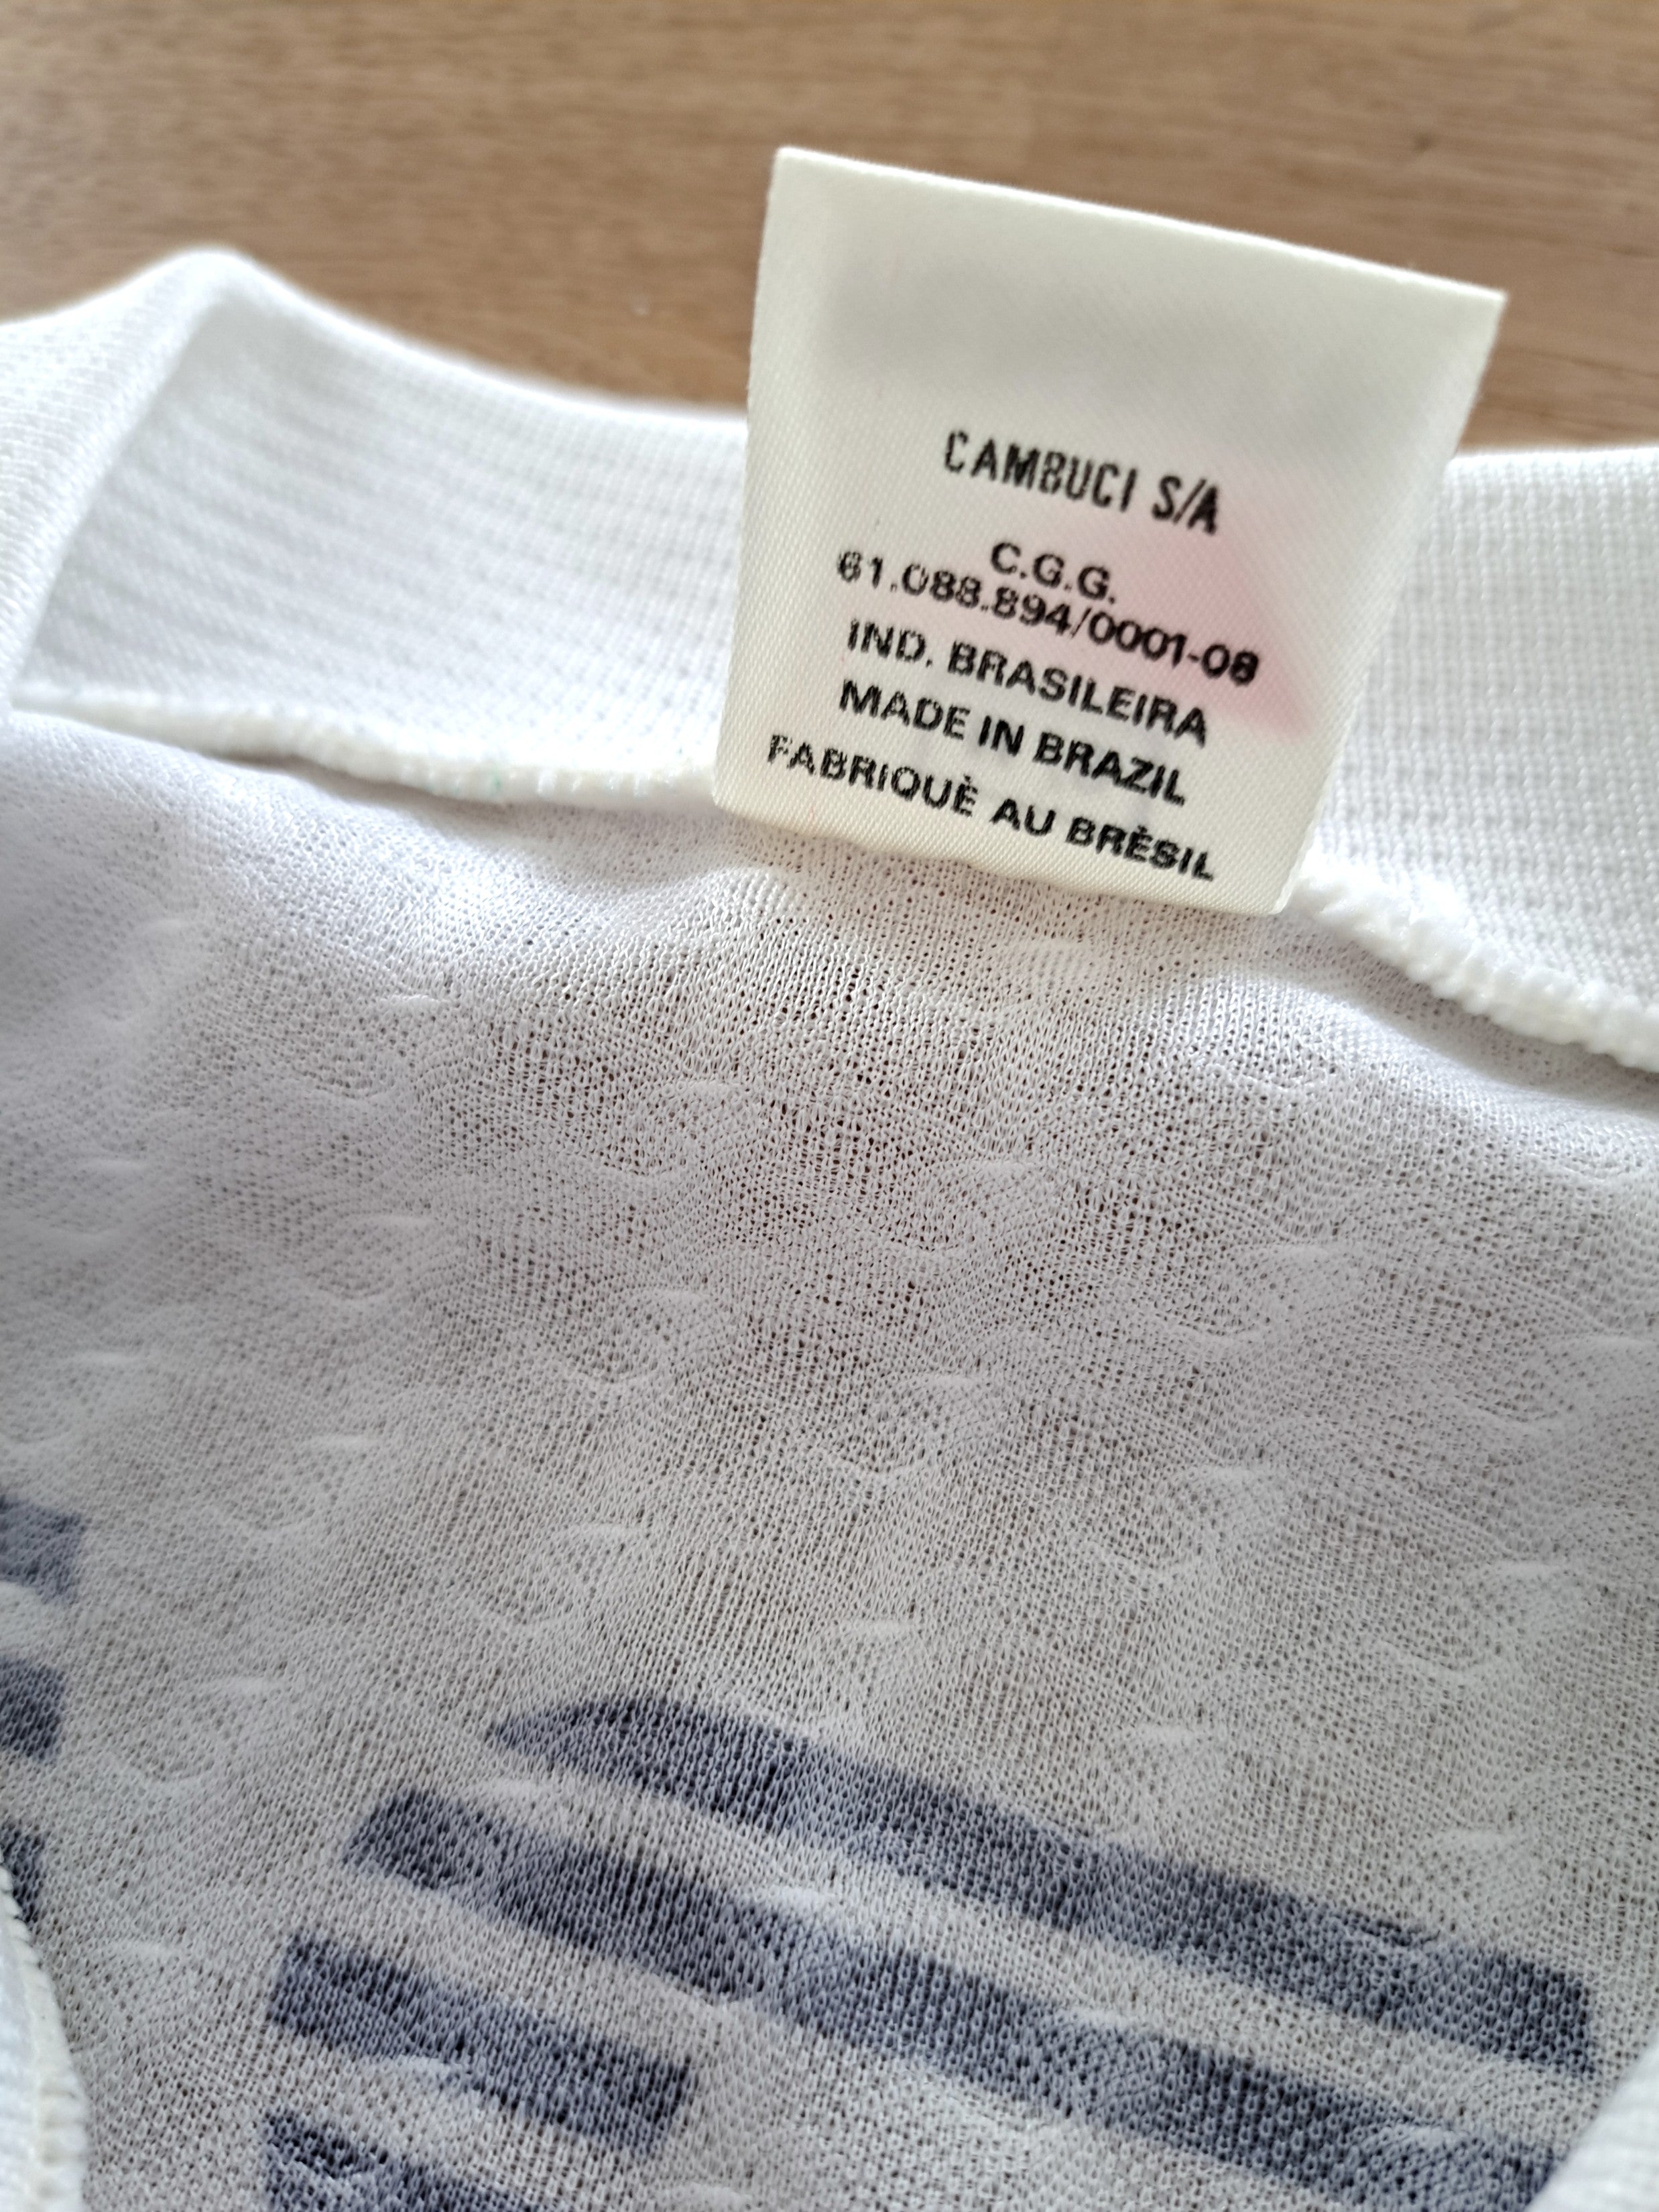 CAMBUCI S/A
C.G.G.
61.088.894/0001-08
IND. BRASILEIRA
MADE IN BRAZIL
FABRIQUÈ AU BRÈSIL